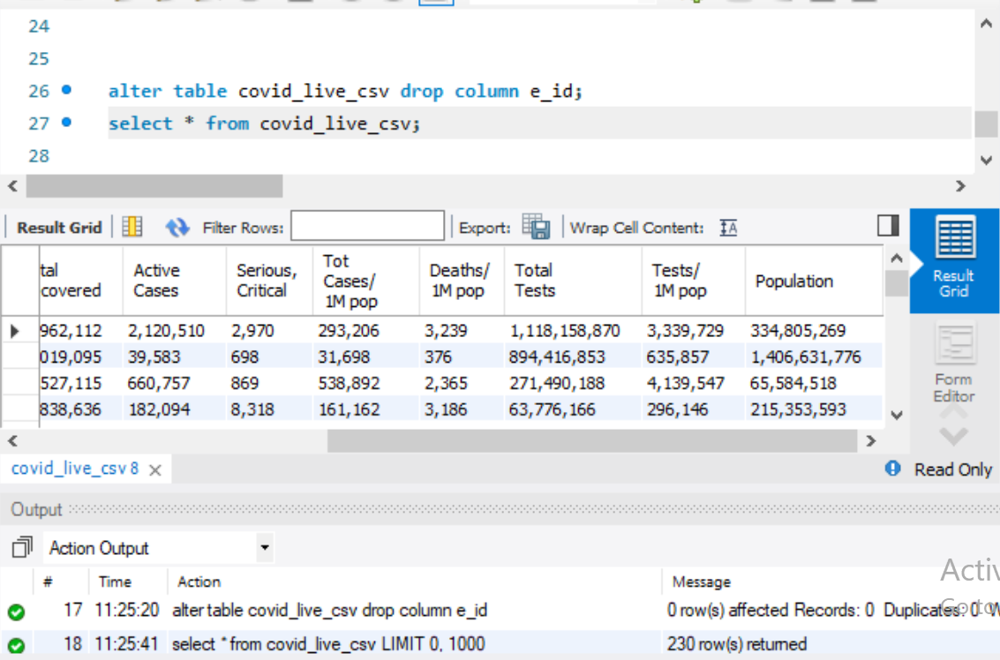 24
25
26 alter table covid_live_csv drop column e_id;
27 select * from covid_live_csv;
28
Result Grid Filter Rows: Export: Wrap Cell Content: IA
tal covered Active Cases Serious, Critical Tot Cases/ 1M pop Deaths/ 1M pop Total Tests Tests/ 1M pop Population
962,112 2,120,510 2,970 293,206 3,239 1,118,158,870 3,339,729 334,805,269
019,095 39,583 698 31,698 376 894,416,853 635,857 1,406,631,776
527,115 660,757 869 538,892 2,365 271,490,188 4,139,547 65,584,518
838,636 182,094 8,318 161,162 3,186 63,776,166 296,146 215,353,593
Result Grid
Form Editor
covid_live_csv 8 Read Only
Output
Action Output
# Time Action Message
17 11:25:20 alter table covid_live_csv drop column e_id 0 row(s) affected Records: 0 Duplicates: 0 W
18 11:25:41 select * from covid_live_csv LIMIT 0, 1000 230 row(s) returned
Activ
Go to